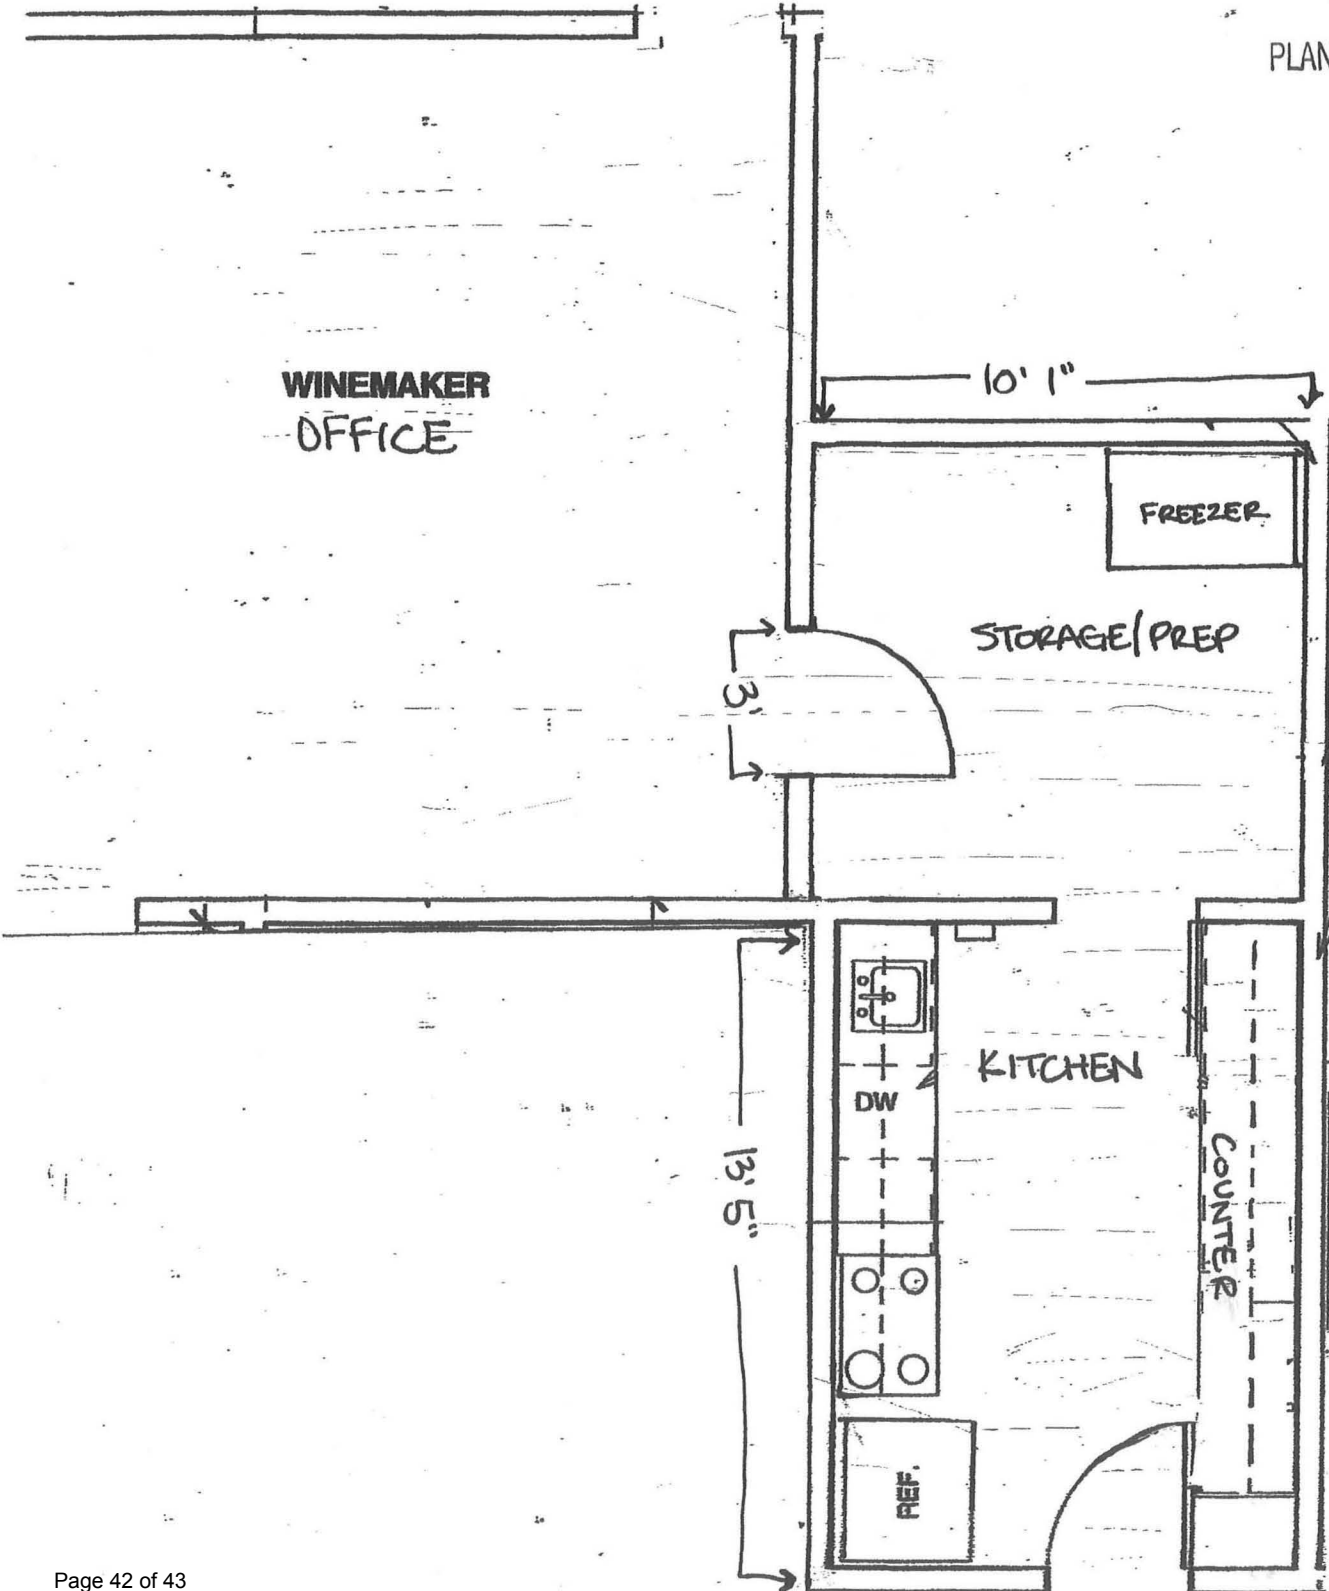 PLAN
WINEMAKER
OFFICE
10' 1"
FREEZER
STORAGE/PREP
3'
KITCHEN
DW
COUNTER
13' 5"
REF.
Page 42 of 43